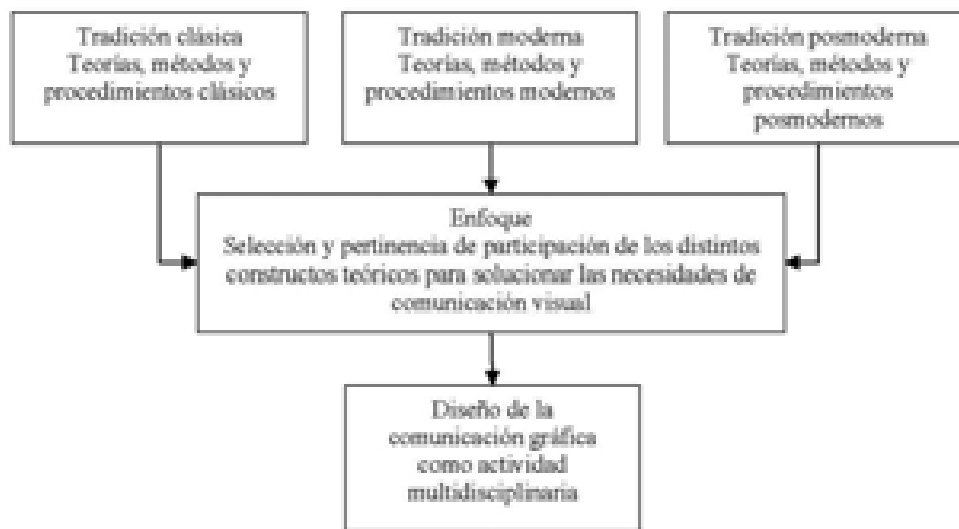 Tradición clásica
Teorías, métodos y
procedimientos clásicos
Tradición moderna
Teorías, métodos y
procedimientos modernos
Tradición posmoderna
Teorías, métodos y
procedimientos
posmodernos
Enfoque
Selección y pertinencia de participación de los distintos
constructos teóricos para solucionar las necesidades de
comunicación visual
Diseño de la
comunicación gráfica
como actividad
multidisciplinaria